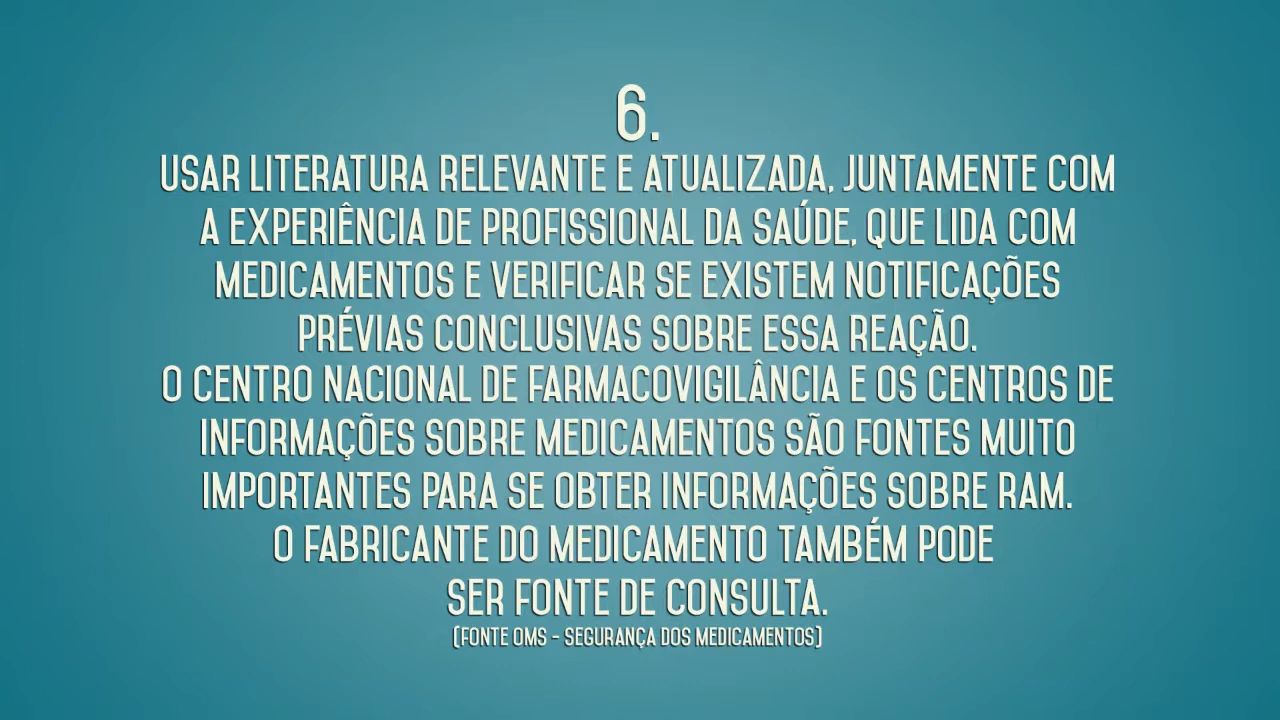 6.
USAR LITERATURA RELEVANTE E ATUALIZADA, JUNTAMENTE COM
A EXPERIÊNCIA DE PROFISSIONAL DA SAÚDE, QUE LIDA COM
MEDICAMENTOS E VERIFICAR SE EXISTEM NOTIFICAÇÕES
PRÉVIAS CONCLUSIVAS SOBRE ESSA REAÇÃO.
O CENTRO NACIONAL DE FARMACOVIGILÂNCIA E OS CENTROS DE
INFORMAÇÕES SOBRE MEDICAMENTOS SÃO FONTES MUITO
IMPORTANTES PARA SE OBTER INFORMAÇÕES SOBRE RAM.
O FABRICANTE DO MEDICAMENTO TAMBÉM PODE
SER FONTE DE CONSULTA.
(FONTE OMS - SEGURANÇA DOS MEDICAMENTOS)